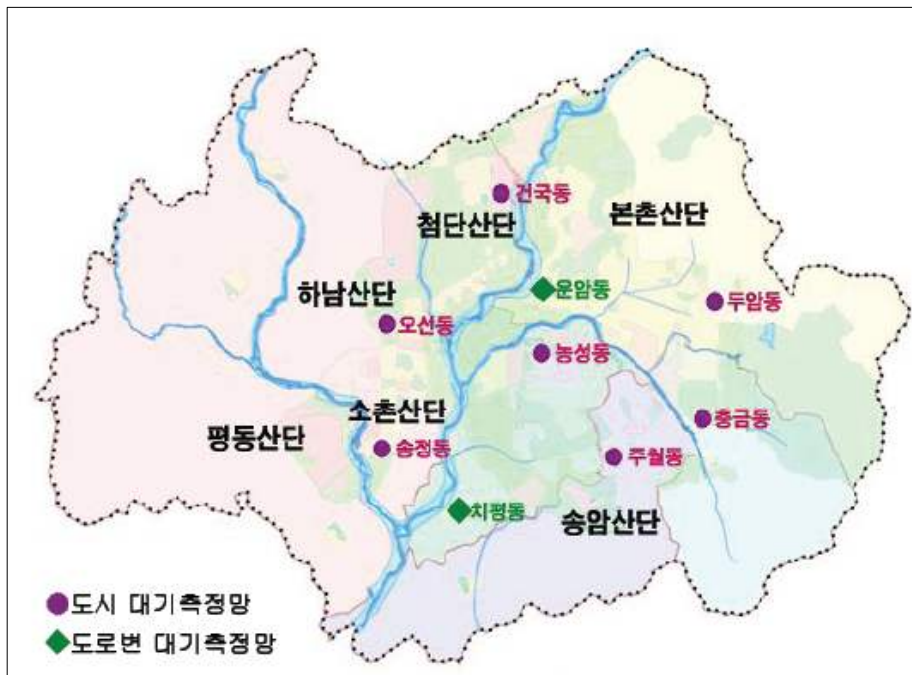 건국동
첨단산단
본촌산단
하남산단
운암동
두암동
오선동
농성동
소촌산단
평동산단
송정동
충금동
주월동
치평동
송암산단
도시 대기측정망
도로변 대기측정망